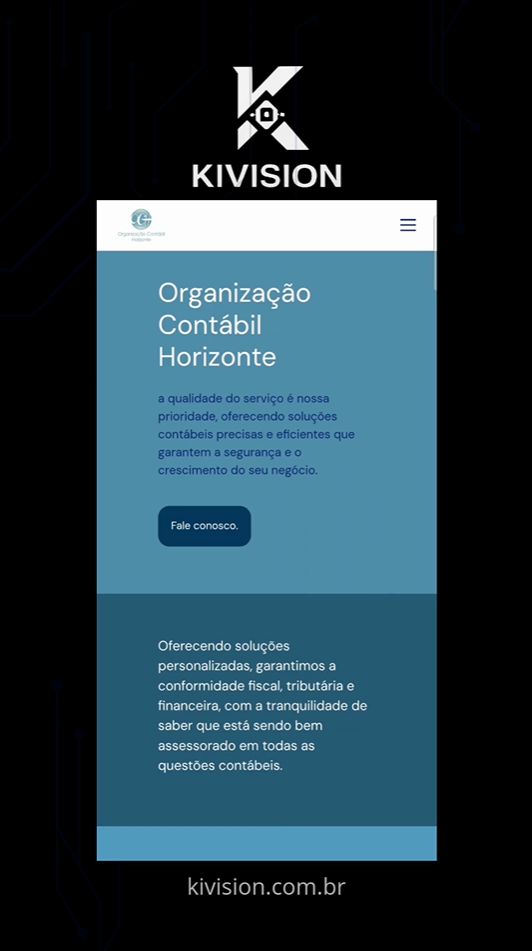 KIVISION
Organização Contábil
Horizonte
Organização
Contábil
Horizonte
a qualidade do serviço é nossa
prioridade, oferecendo soluções
contábeis precisas e eficientes que
garantem a segurança e o
crescimento do seu negócio.
Fale conosco.
Oferecendo soluções
personalizadas, garantimos a
conformidade fiscal, tributária e
financeira, com a tranquilidade de
saber que está sendo bem
assessorado em todas as
questões contábeis.
kivision.com.br